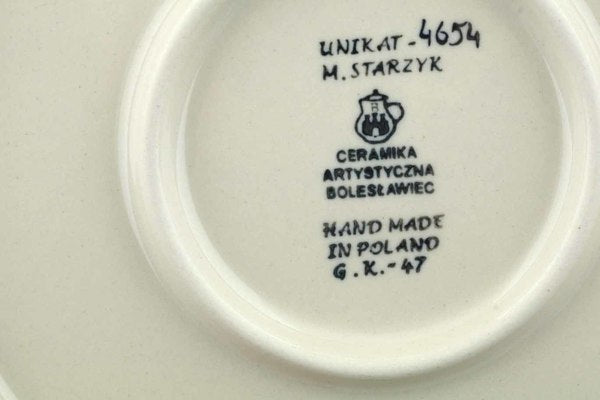 UNIKAT-4654
M. STARZYK
CERAMIKA
ARTYSTYCZNA
BOLESŁAWIEC
HAND MADE
IN POLAND
G.K.-47